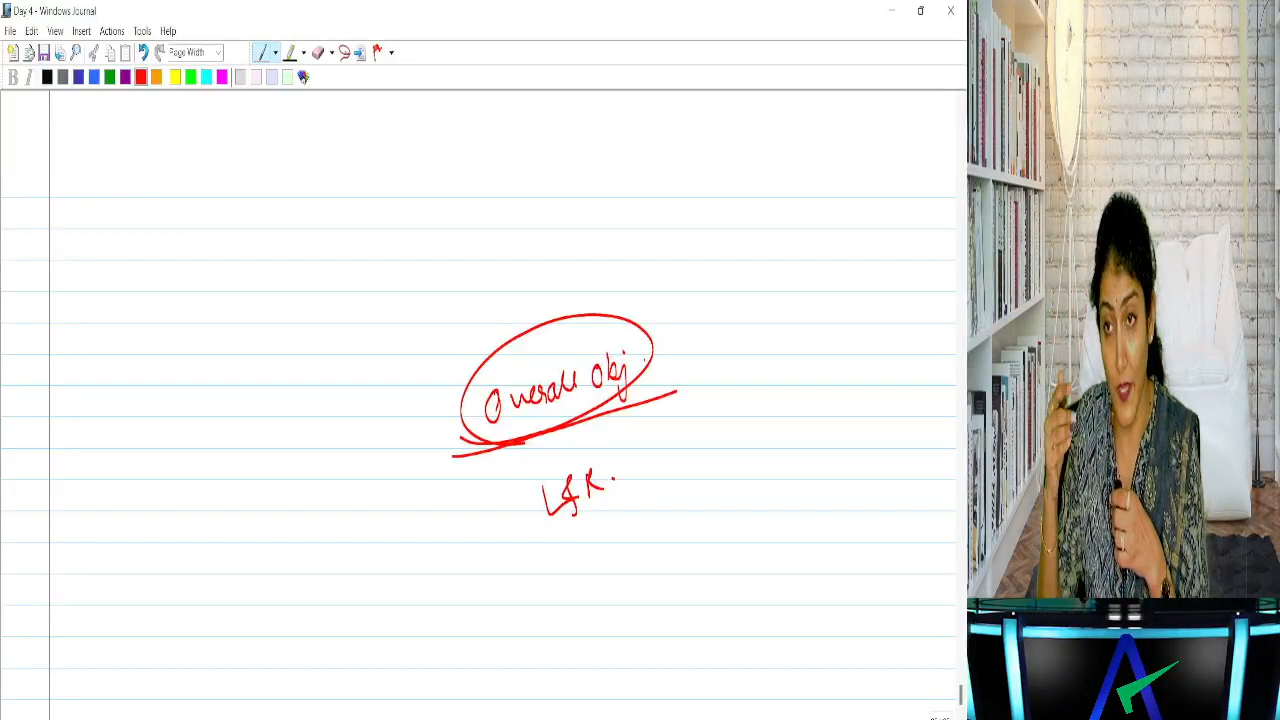 Day 4 - Windows Journal
File Edit View Insert Actions Tools Help
Page Width
B I
Overall Obj.
L&R.